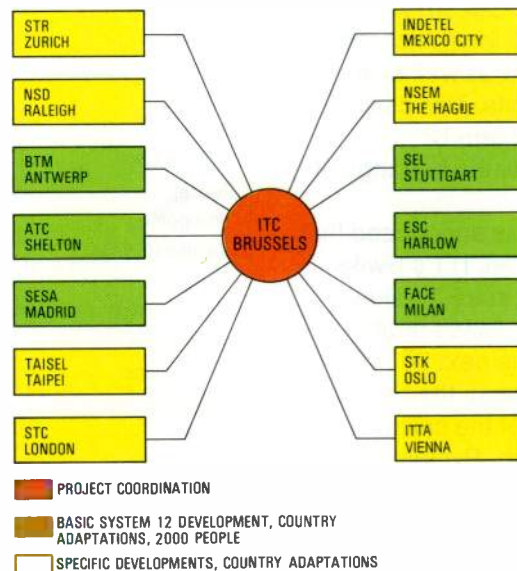 STR
ZURICH
NSD
RALEIGH
BTM
ANTWERP
ATC
SHELTON
SESA
MADRID
TAISEL
TAIPEI
STC
LONDON
ITC
BRUSSELS
INDETEL
MEXICO CITY
NSEM
THE HAGUE
SEL
STUTTGART
ESC
HARLOW
FACE
MILAN
STK
OSLO
ITTA
VIENNA
PROJECT COORDINATION
BASIC SYSTEM 12 DEVELOPMENT, COUNTRY
ADAPTATIONS, 2000 PEOPLE
SPECIFIC DEVELOPMENTS, COUNTRY ADAPTATIONS